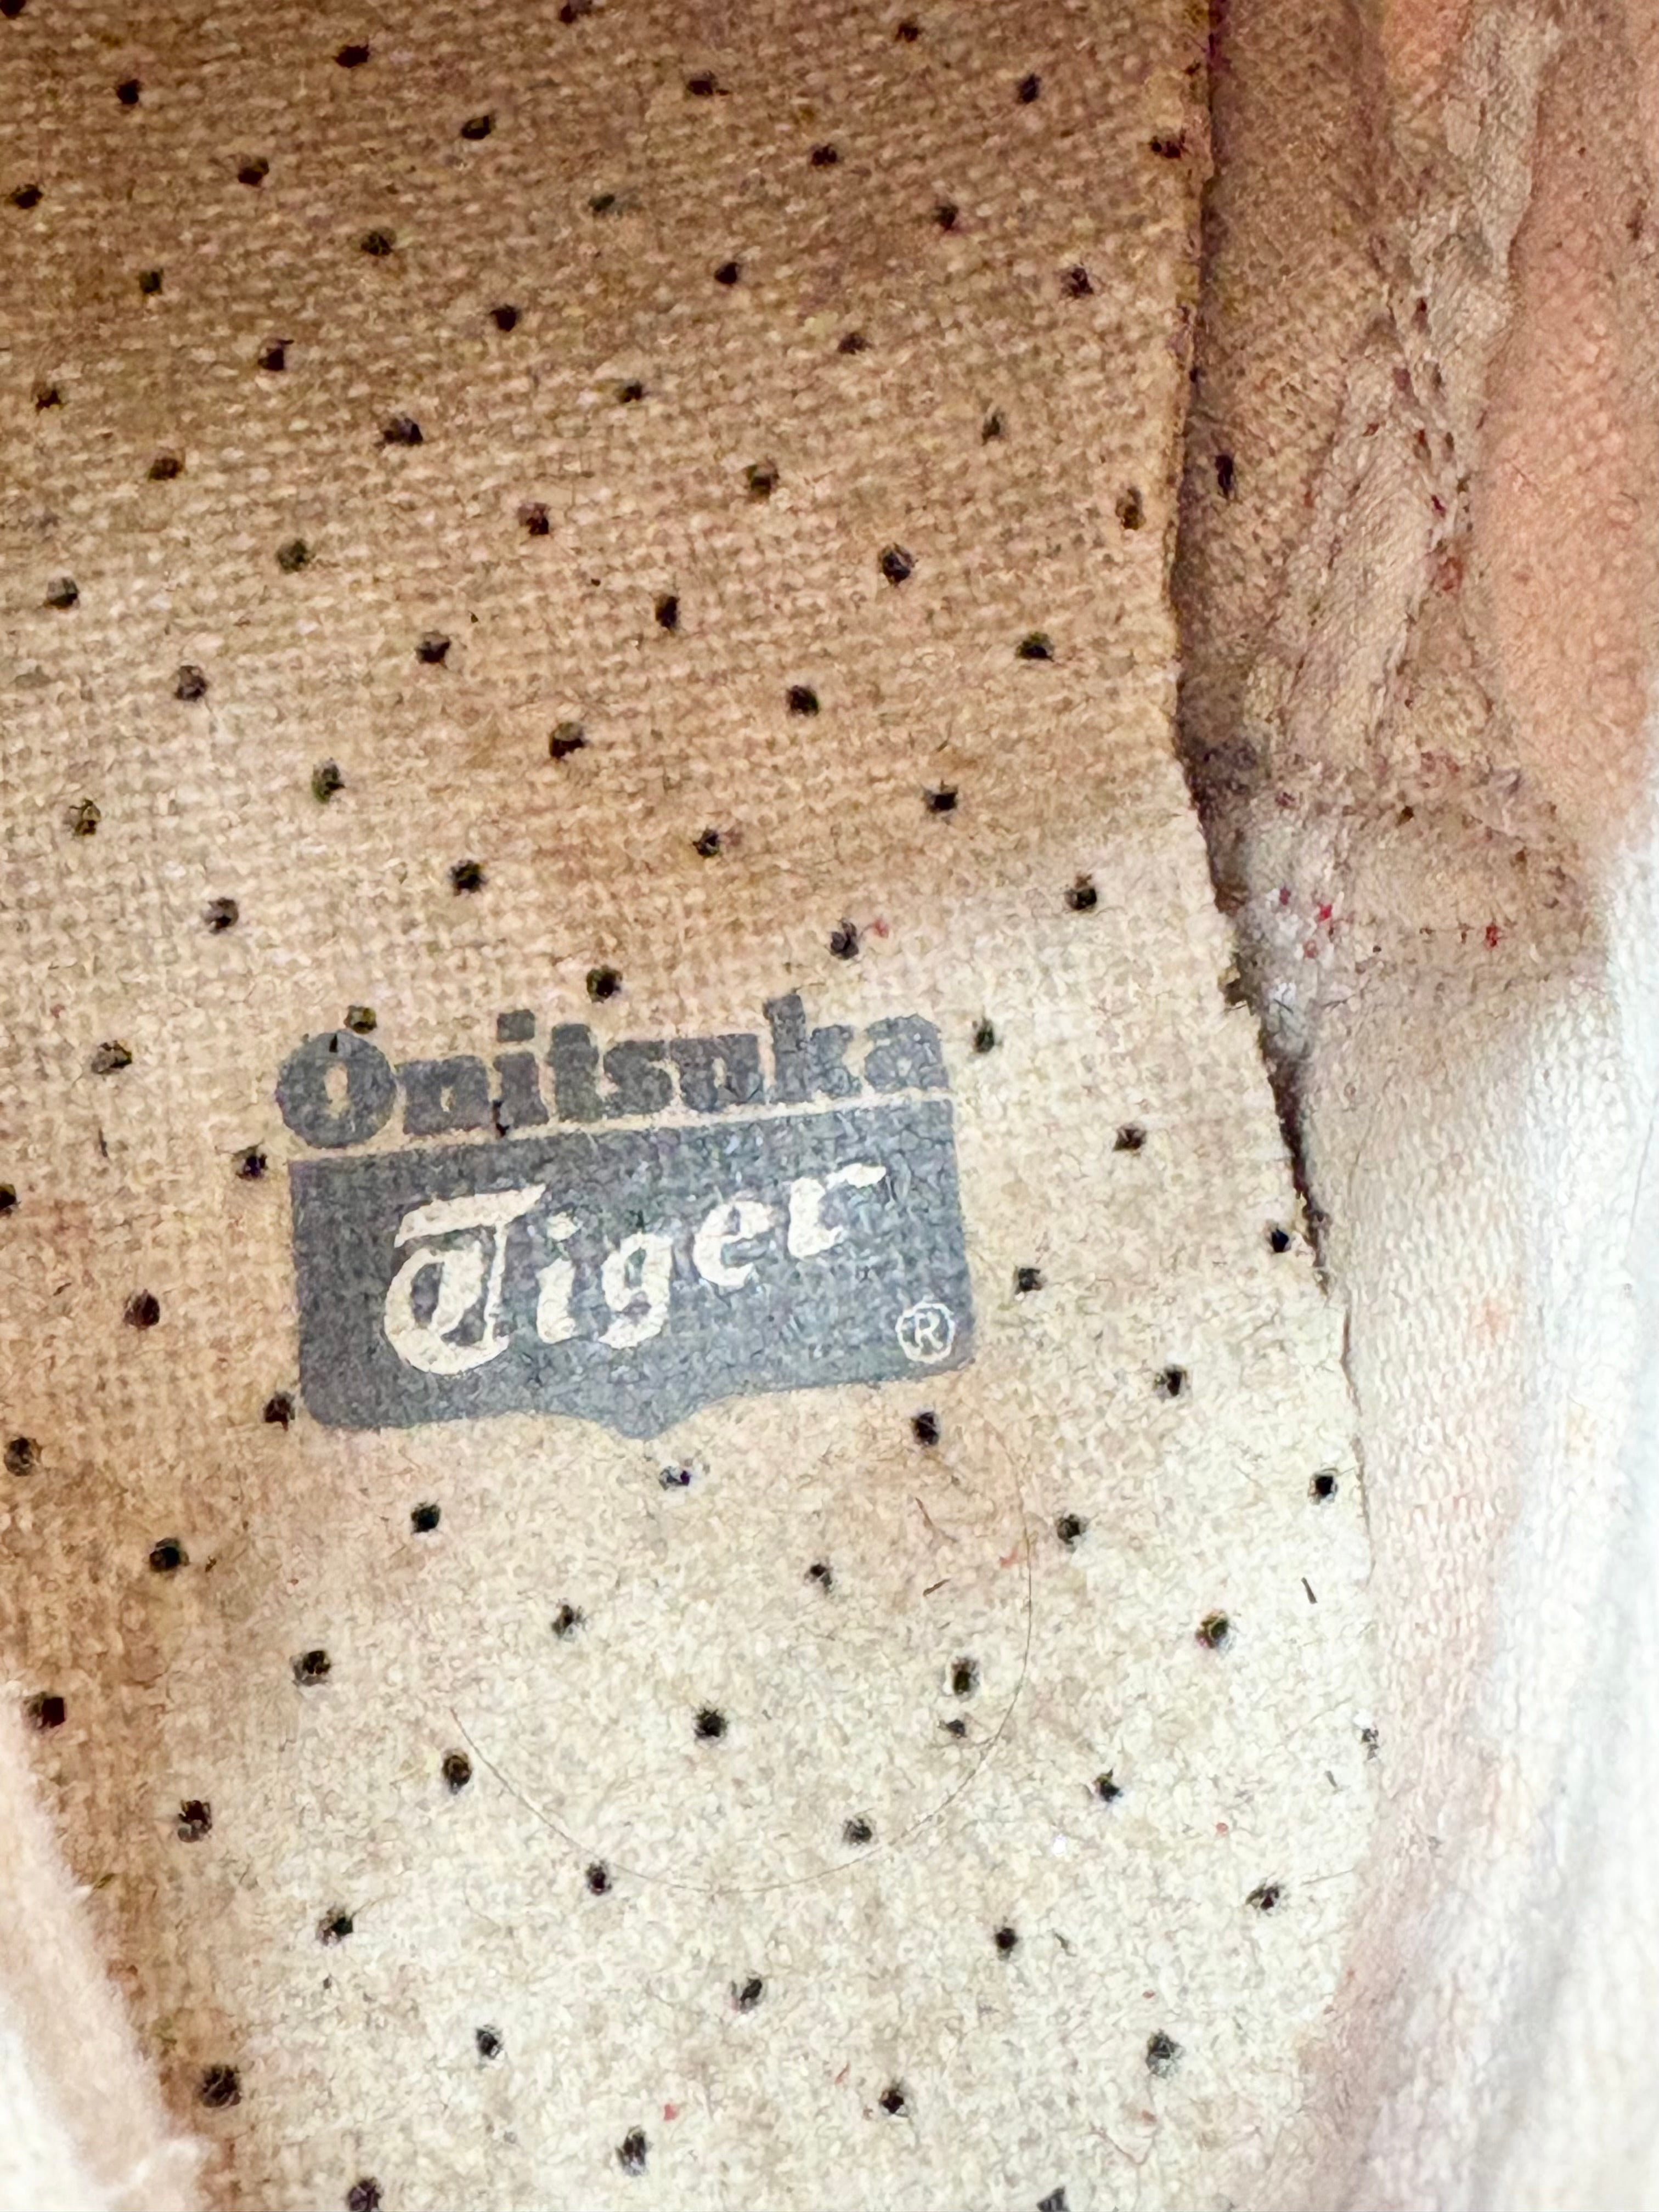 Onitsuka
Tiger
®